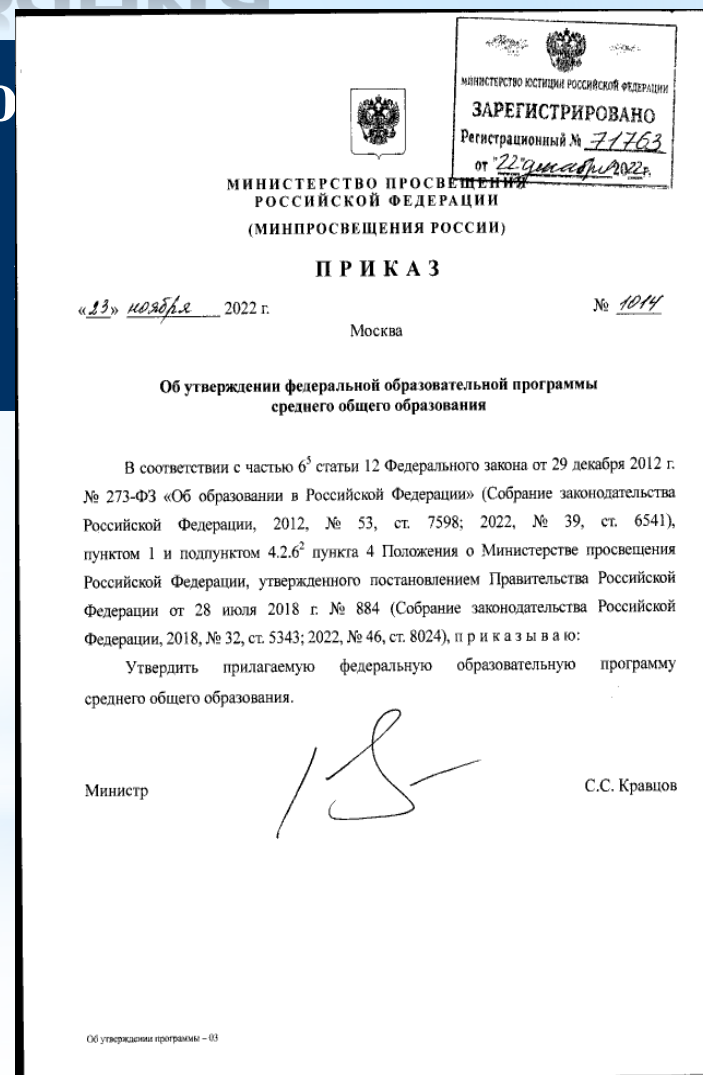 МИНИСТЕРСТВО ЮСТИЦИИ РОССИЙСКОЙ ФЕДЕРАЦИИ
ЗАРЕГИСТРИРОВАНО
Регистрационный № 71763
от "22" декабря 2022г.
МИНИСТЕРСТВО ПРОСВЕЩЕНИЯ
РОССИЙСКОЙ ФЕДЕРАЦИИ
(МИНПРОСВЕЩЕНИЯ РОССИИ)
ПРИКАЗ
«23» ноября 2022 г.
№ 1014
Москва
Об утверждении федеральной образовательной программы
среднего общего образования
В соответствии с частью 6⁵ статьи 12 Федерального закона от 29 декабря 2012 г.
№ 273-ФЗ «Об образовании в Российской Федерации» (Собрание законодательства
Российской Федерации, 2012, № 53, ст. 7598; 2022, № 39, ст. 6541),
пунктом 1 и подпунктом 4.2.6² пункта 4 Положения о Министерстве просвещения
Российской Федерации, утвержденного постановлением Правительства Российской
Федерации от 28 июля 2018 г. № 884 (Собрание законодательства Российской
Федерации, 2018, № 32, ст. 5343; 2022, № 46, ст. 8024), п р и к а з ы в а ю:
Утвердить прилагаемую федеральную образовательную программу
среднего общего образования.
Министр
С.С. Кравцов
Об утверждении программы – 03